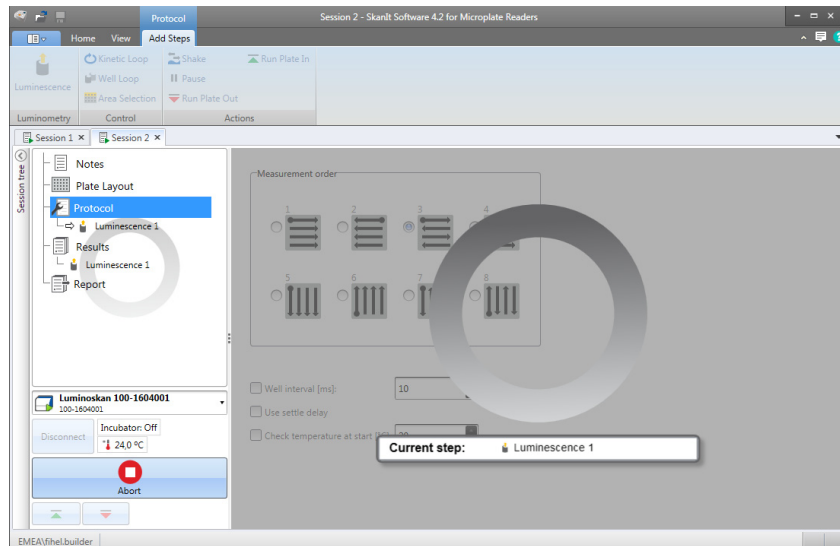 Protocol
Session 2 - SkanIt Software 4.2 for Microplate Readers
Home View Add Steps
Luminescence
Kinetic Loop
Well Loop
Area Selection
Shake
Pause
Run Plate Out
Run Plate In
Luminometry Control Actions
Session 1 Session 2
Session tree
Notes
Plate Layout
Protocol
Luminescence 1
Results
Luminescence 1
Report
Measurement order
1 2 3 4
5 6 7 8
Well interval [ms]: 10
Use settle delay
Check temperature at start
Current step: Luminescence 1
Luminoskan 100-1604001
100-1604001
Disconnect
Incubator: Off
24,0 ºC
Abort
EMEA\fihel.builder